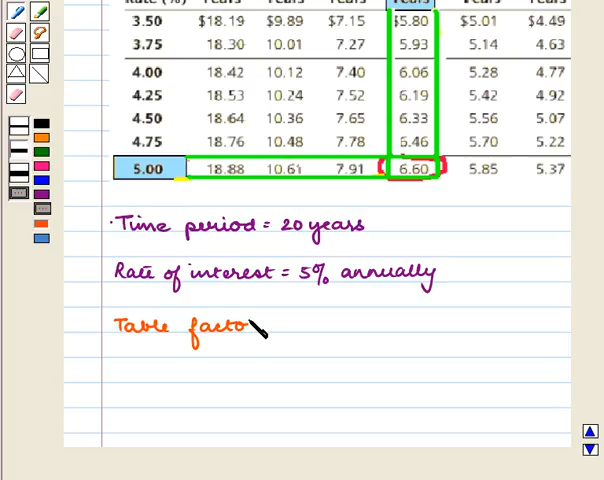 Rate (%) Years Years Years Years Years Years
3.50 $18.19 $9.89 $7.15 $5.80 $5.01 $4.49
3.75 18.30 10.01 7.27 5.93 5.14 4.63
4.00 18.42 10.12 7.40 6.06 5.28 4.77
4.25 18.53 10.24 7.52 6.19 5.42 4.92
4.50 18.64 10.36 7.65 6.33 5.56 5.07
4.75 18.76 10.48 7.78 6.46 5.70 5.22
5.00 18.88 10.61 7.91 6.60 5.85 5.37
Time period = 20 years
Rate of interest = 5% annually
Table facto